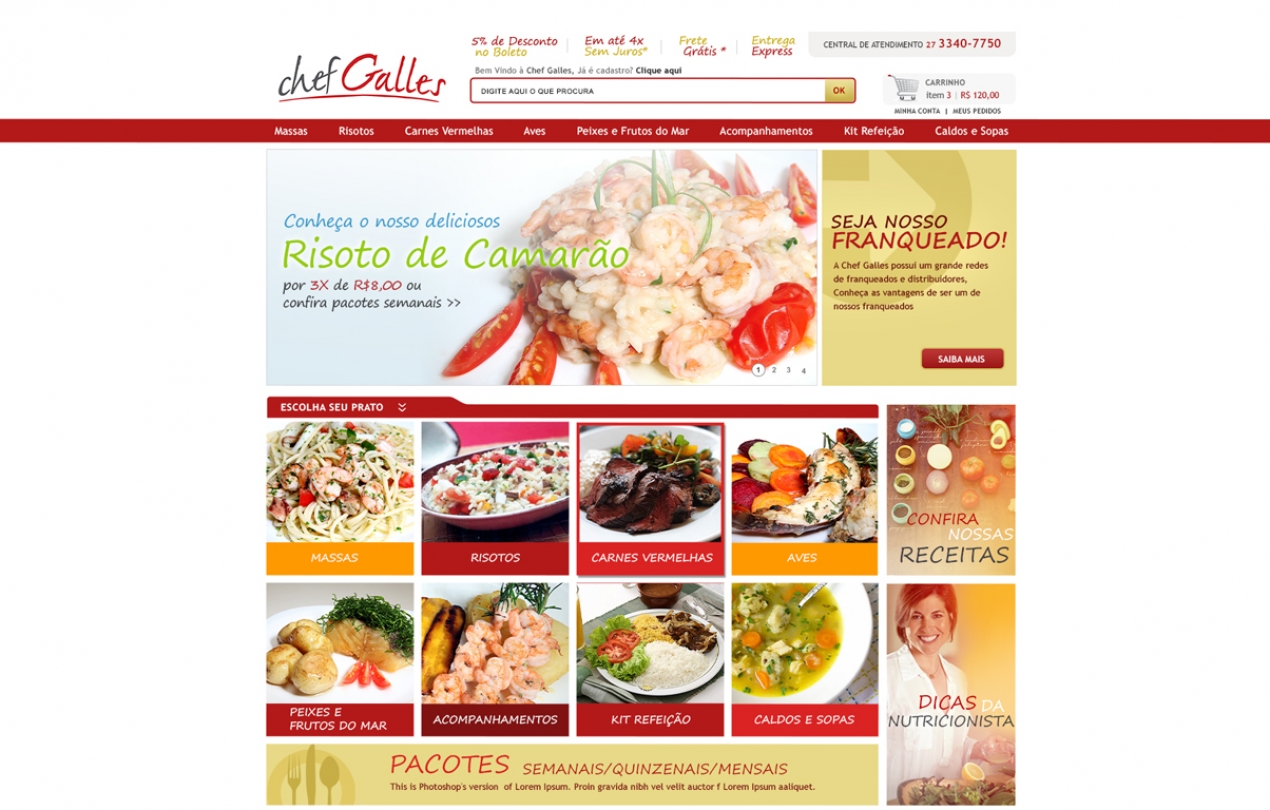 chef Galles
5% de Desconto
no Boleto
Em até 4x
Sem Juros*
Frete
Grátis *
Entrega
Express
CENTRAL DE ATENDIMENTO 27 3340-7750
Bem Vindo à Chef Galles, Já é cadastro? Clique aqui
DIGITE AQUI O QUE PROCURA
OK
CARRINHO
Item 3 | R$ 120,00
MINHA CONTA | MEUS PEDIDOS
Massas Risotos Carnes Vermelhas Aves Peixes e Frutos do Mar Acompanhamentos Kit Refeição Caldos e Sopas
Conheça o nosso deliciosos
Risoto de Camarão
por 3X de R$8,00 ou
confira pacotes semanais >>
1 2 3 4
SEJA NOSSO
FRANQUEADO!
A Chef Galles possui um grande redes
de franqueados e distribuidores,
Conheça as vantagens de ser um de
nossos franqueados
SAIBA MAIS
ESCOLHA SEU PRATO
MASSAS
RISOTOS
CARNES VERMELHAS
AVES
CONFIRA
NOSSAS
RECEITAS
PEIXES E
FRUTOS DO MAR
ACOMPANHAMENTOS
KIT REFEIÇÃO
CALDOS E SOPAS
DICAS DA
NUTRICIONISTA
PACOTES SEMANAIS/QUINZENAIS/MENSAIS
This is Photoshop's version of Lorem Ipsum. Proin gravida nibh vel velit auctor f Lorem Ipsum aaliquet.